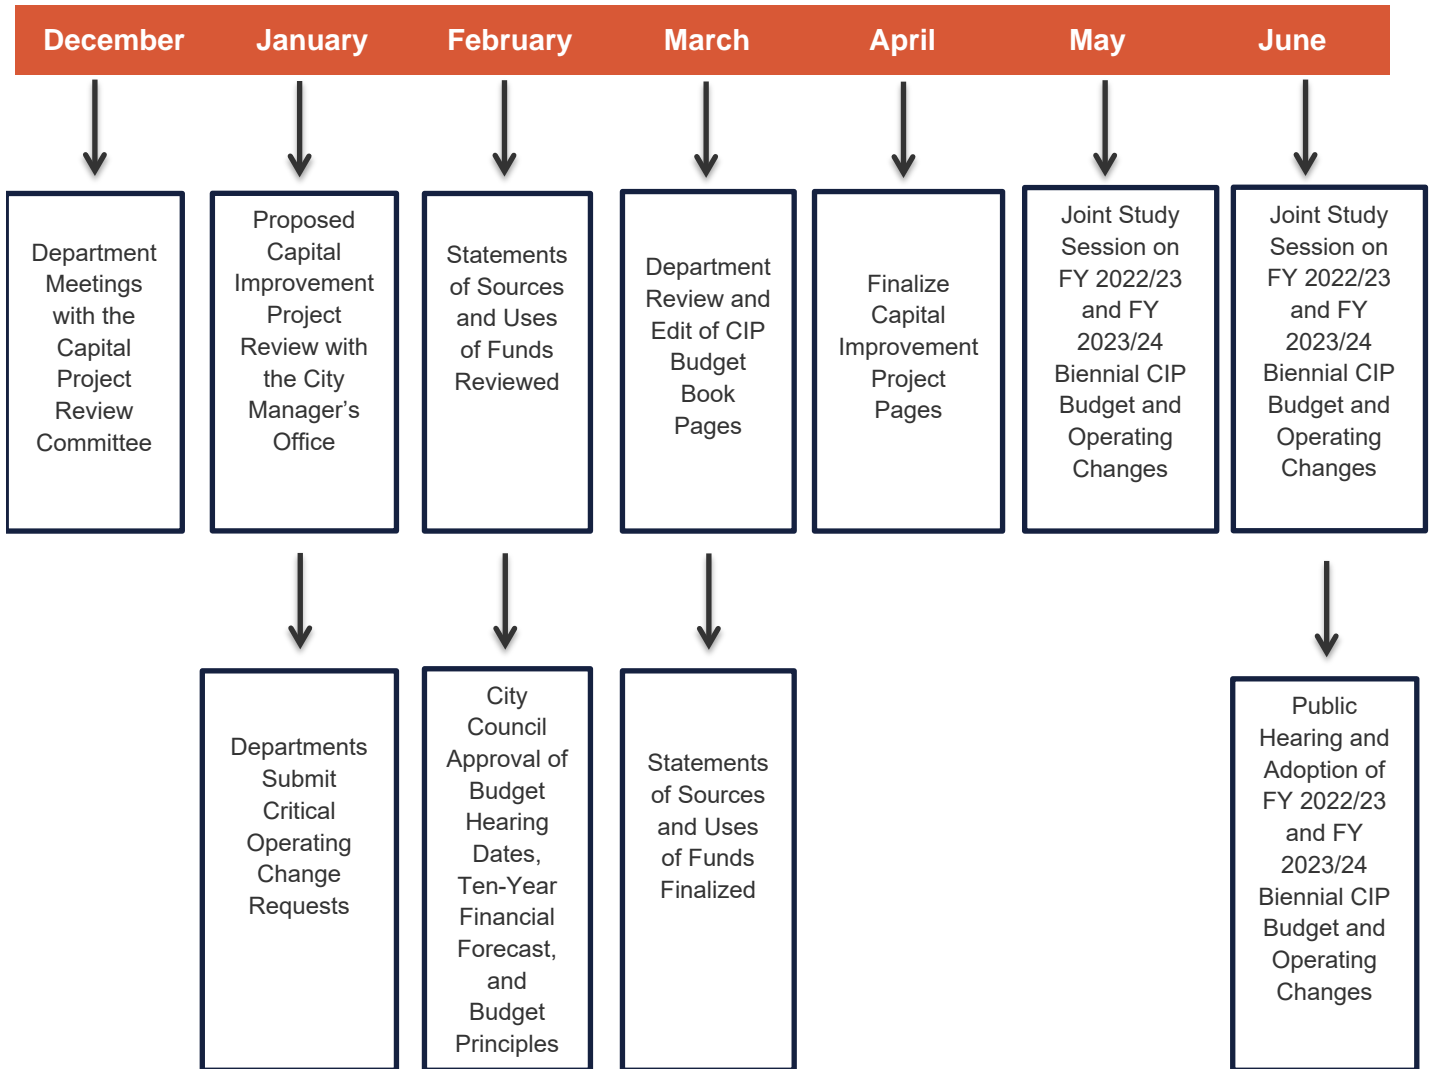 December January February March April May June
Department
Meetings
with the
Capital
Project
Review
Committee
Proposed
Capital
Improvement
Project
Review with
the City
Manager’s
Office
Statements
of Sources
and Uses
of Funds
Reviewed
Department
Review and
Edit of CIP
Budget
Book
Pages
Finalize
Capital
Improvement
Project
Pages
Joint Study
Session on
FY 2022/23
and FY
2023/24
Biennial CIP
Budget and
Operating
Changes
Joint Study
Session on
FY 2022/23
and FY
2023/24
Biennial CIP
Budget and
Operating
Changes
Departments
Submit
Critical
Operating
Change
Requests
City
Council
Approval of
Budget
Hearing
Dates,
Ten-Year
Financial
Forecast,
and
Budget
Principles
Statements
of Sources
and Uses
of Funds
Finalized
Public
Hearing and
Adoption of
FY 2022/23
and FY
2023/24
Biennial CIP
Budget and
Operating
Changes